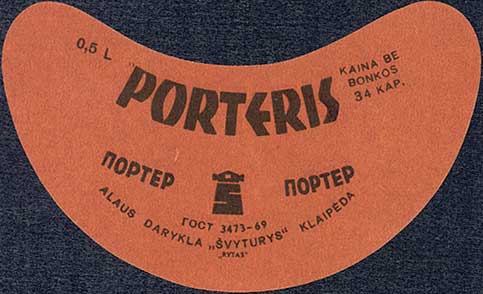 0,5 L
PORTERIS
KAINA BE
BONKOS
34 KAP.
ПОРТЕР
ПОРТЕР
ГОСТ 3473-69
ALAUS DARYKLA „ŠVYTURYS" KLAIPĖDA
„RYTAS"